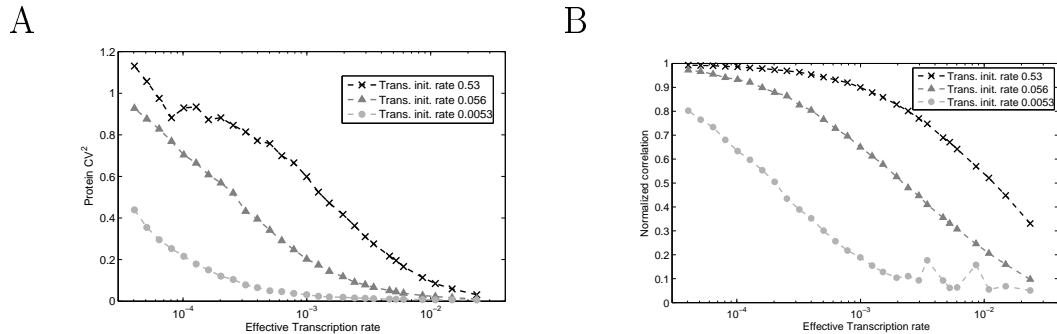 A
B
1.2
1
0.8
0.6
0.4
0.2
0
Protein CV²
10⁻⁴
10⁻³
10⁻²
Effective Transcription rate
Trans. init. rate 0.53
Trans. init. rate 0.056
Trans. init. rate 0.0053
1
0.9
0.8
0.7
0.6
0.5
0.4
0.3
0.2
0.1
0
Normalized correlation
10⁻⁴
10⁻³
10⁻²
Effective Transcription rate
Trans. init. rate 0.53
Trans. init. rate 0.056
Trans. init. rate 0.0053